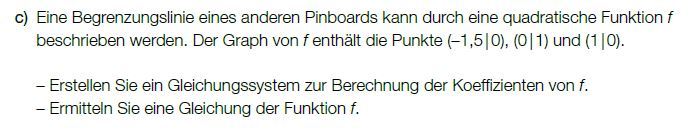 c) Eine Begrenzungslinie eines anderen Pinboards kann durch eine quadratische Funktion f
beschrieben werden. Der Graph von f enthält die Punkte (–1,5|0), (0|1) und (1|0).
– Erstellen Sie ein Gleichungssystem zur Berechnung der Koeffizienten von f.
– Ermitteln Sie eine Gleichung der Funktion f.